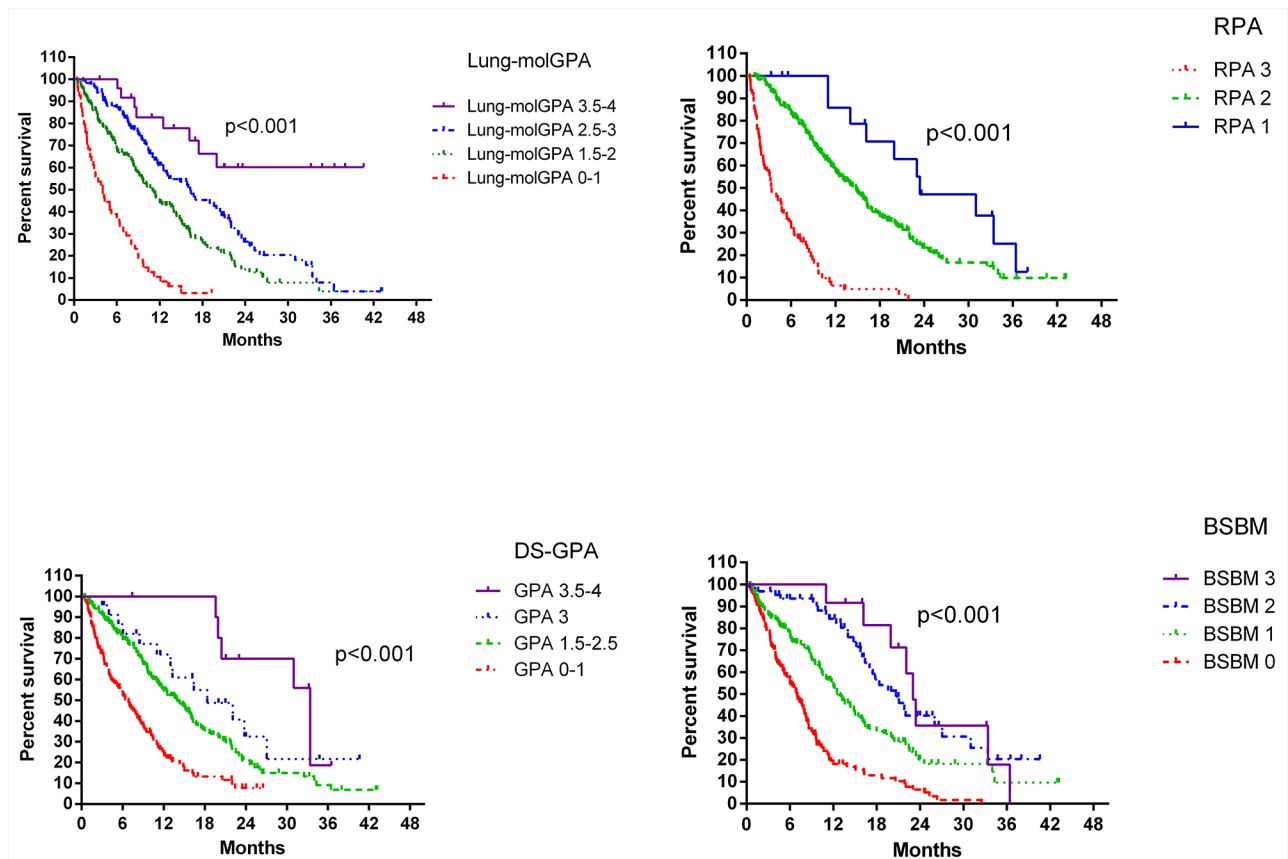 Lung-molGPA
110
100
90
80
70
60
50
40
30
20
10
0
Percent survival
p<0.001
Lung-molGPA 3.5-4
Lung-molGPA 2.5-3
Lung-molGPA 1.5-2
Lung-molGPA 0-1
0 6 12 18 24 30 36 42 48
Months
RPA
110
100
90
80
70
60
50
40
30
20
10
0
Percent survival
p<0.001
RPA 3
RPA 2
RPA 1
0 6 12 18 24 30 36 42 48
Months
DS-GPA
110
100
90
80
70
60
50
40
30
20
10
0
Percent survival
GPA 3.5-4
GPA 3
GPA 1.5-2.5
GPA 0-1
p<0.001
0 6 12 18 24 30 36 42 48
Months
BSBM
110
100
90
80
70
60
50
40
30
20
10
0
Percent survival
p<0.001
BSBM 3
BSBM 2
BSBM 1
BSBM 0
0 6 12 18 24 30 36 42 48
Months